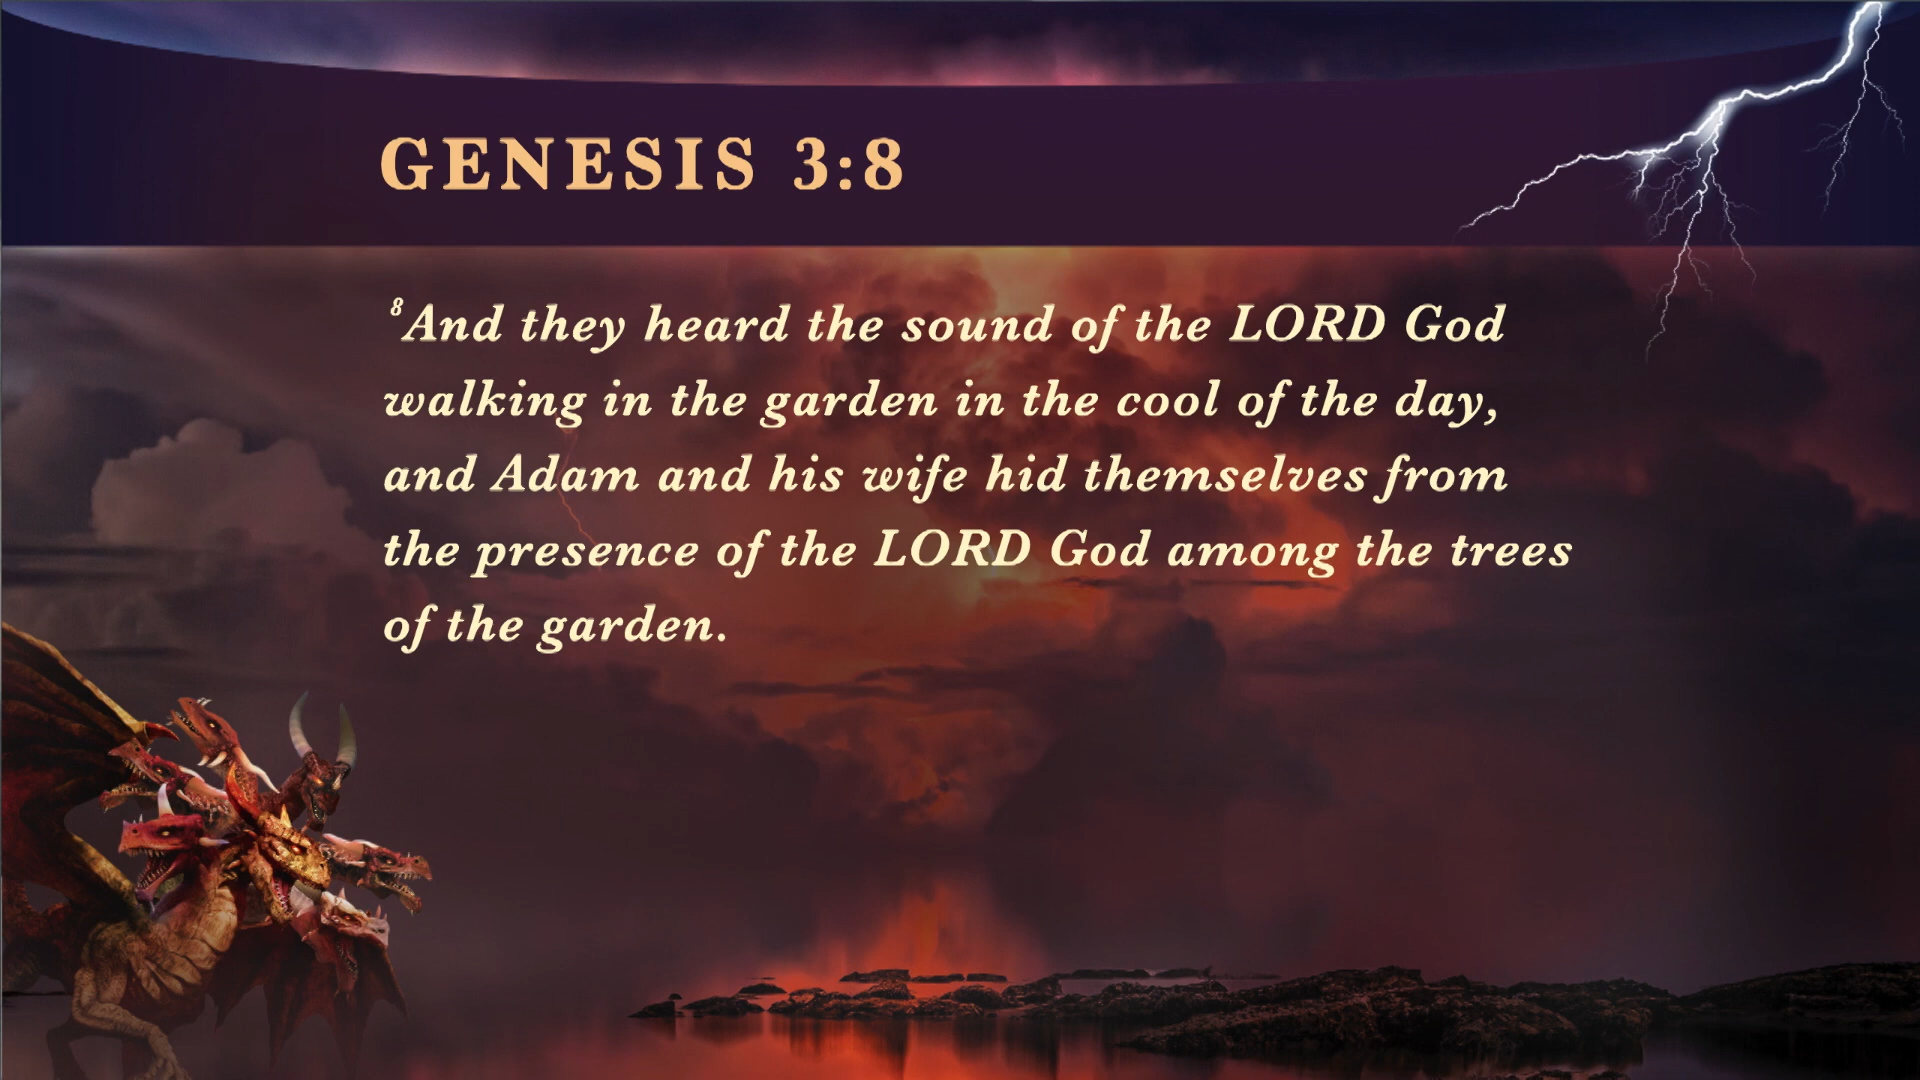 GENESIS 3:8
⁸And they heard the sound of the LORD God
walking in the garden in the cool of the day,
and Adam and his wife hid themselves from
the presence of the LORD God among the trees
of the garden.